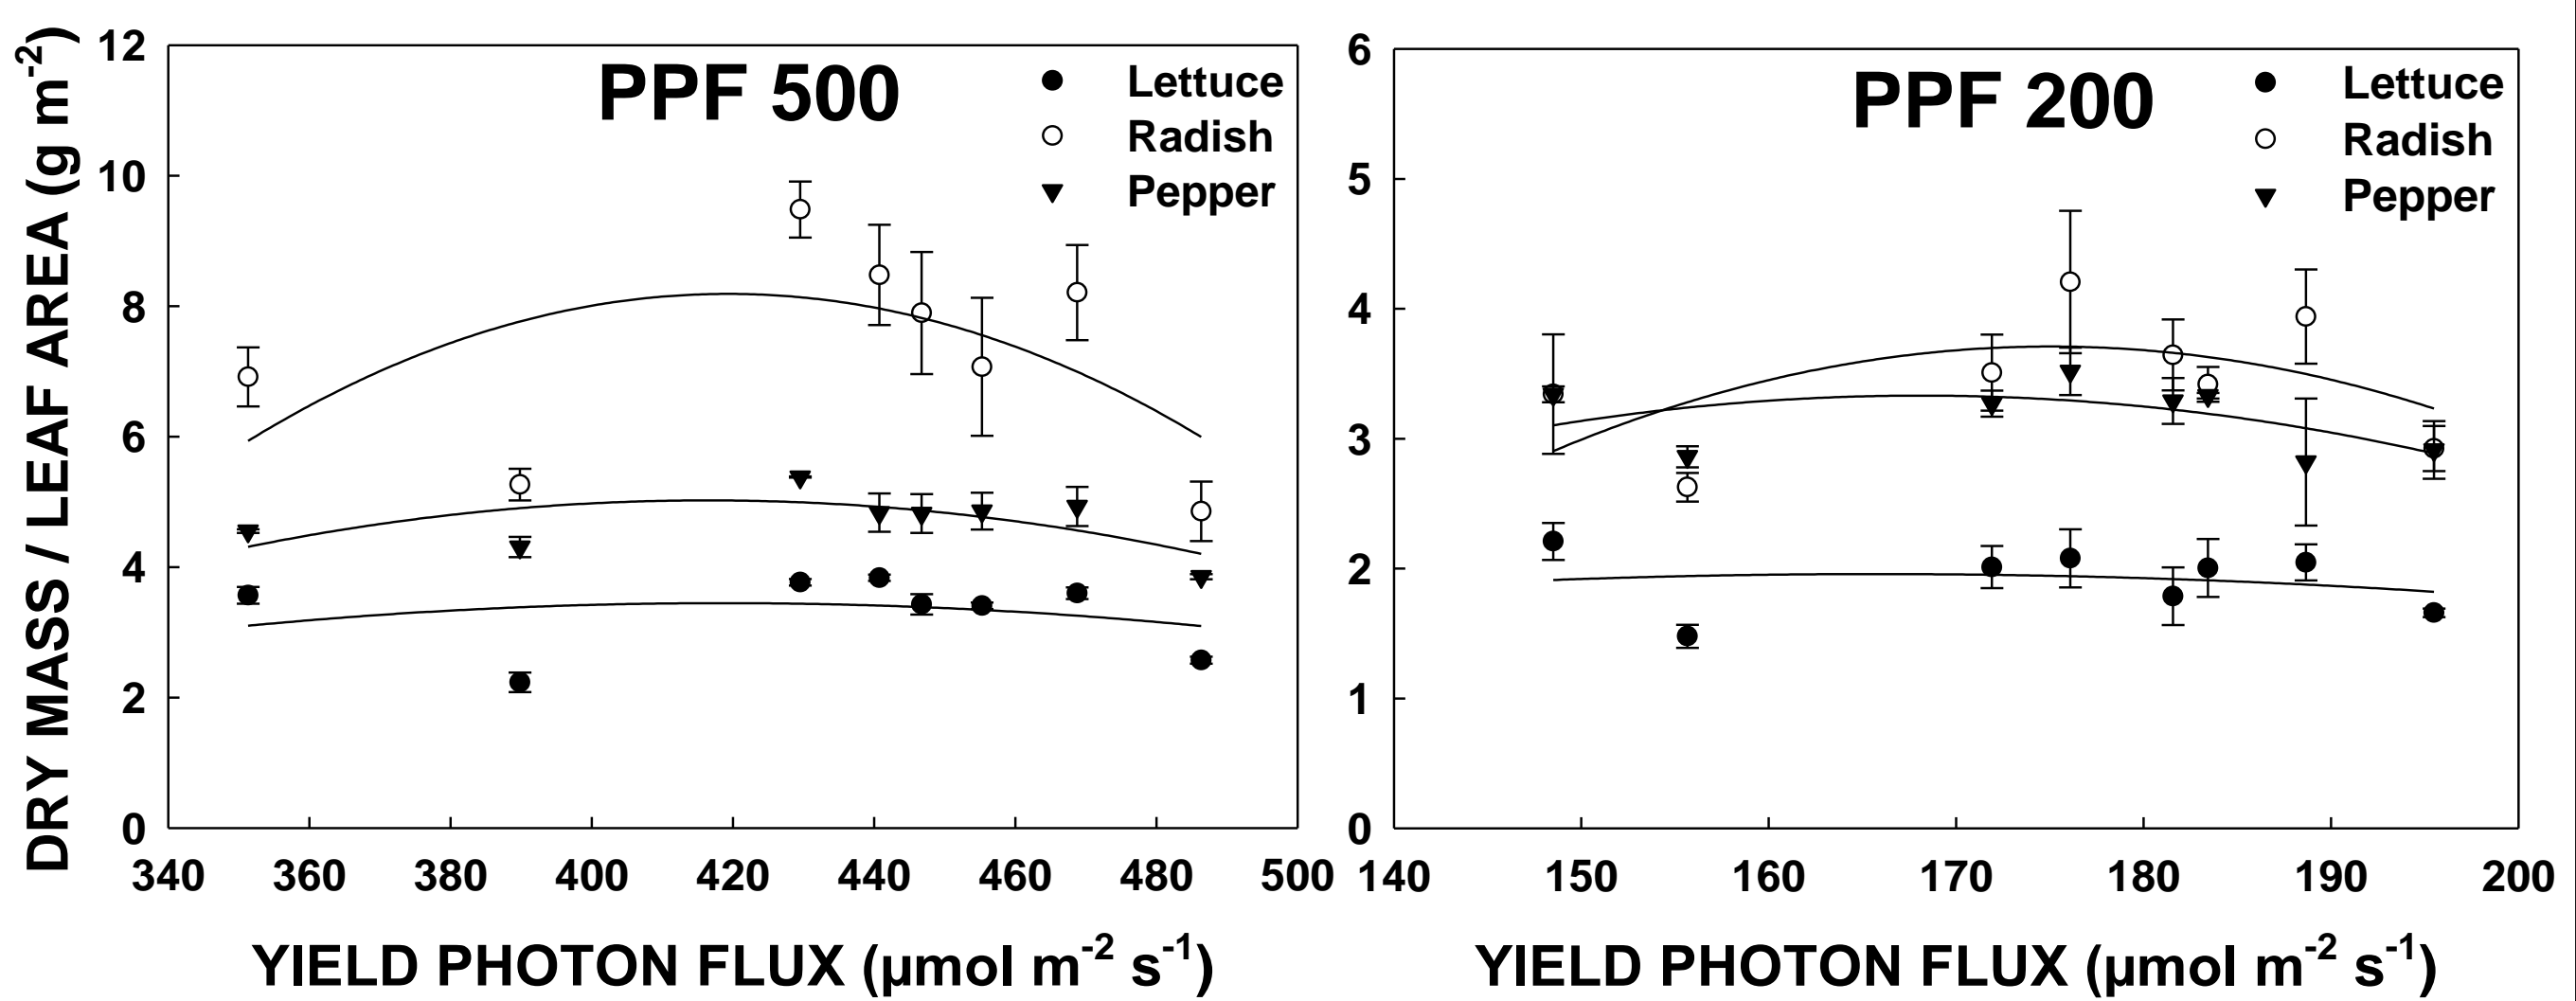 DRY MASS / LEAF AREA (g m⁻²)
PPF 500
Lettuce
Radish
Pepper
12
10
8
6
4
2
0
340 360 380 400 420 440 460 480 500
YIELD PHOTON FLUX (µmol m⁻² s⁻¹)
PPF 200
Lettuce
Radish
Pepper
6
5
4
3
2
1
0
140 150 160 170 180 190 200
YIELD PHOTON FLUX (µmol m⁻² s⁻¹)